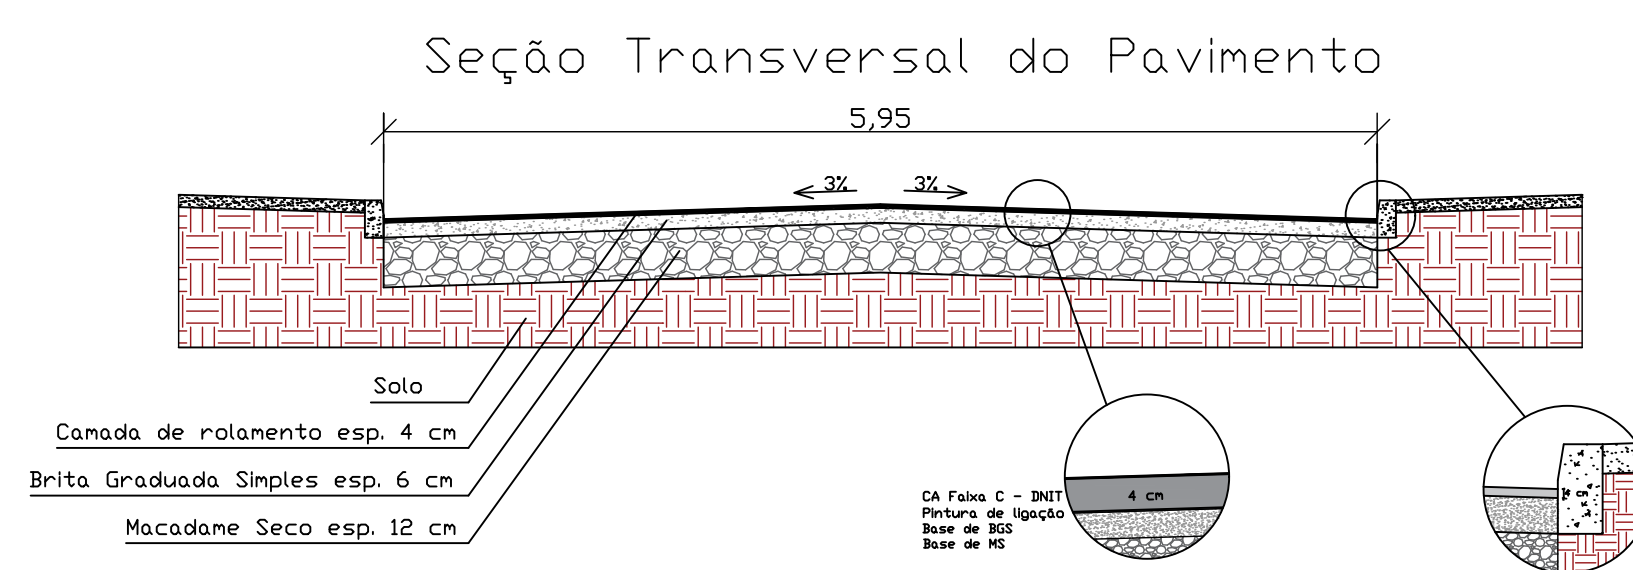 Seção Transversal do Pavimento
5,95
3% 3%
Solo
Camada de rolamento esp. 4 cm
Brita Graduada Simples esp. 6 cm
Macadame Seco esp. 12 cm
CA Faixa C - DNIT
Pintura de ligação
Base de BGS
Base de MS
4 cm
cm